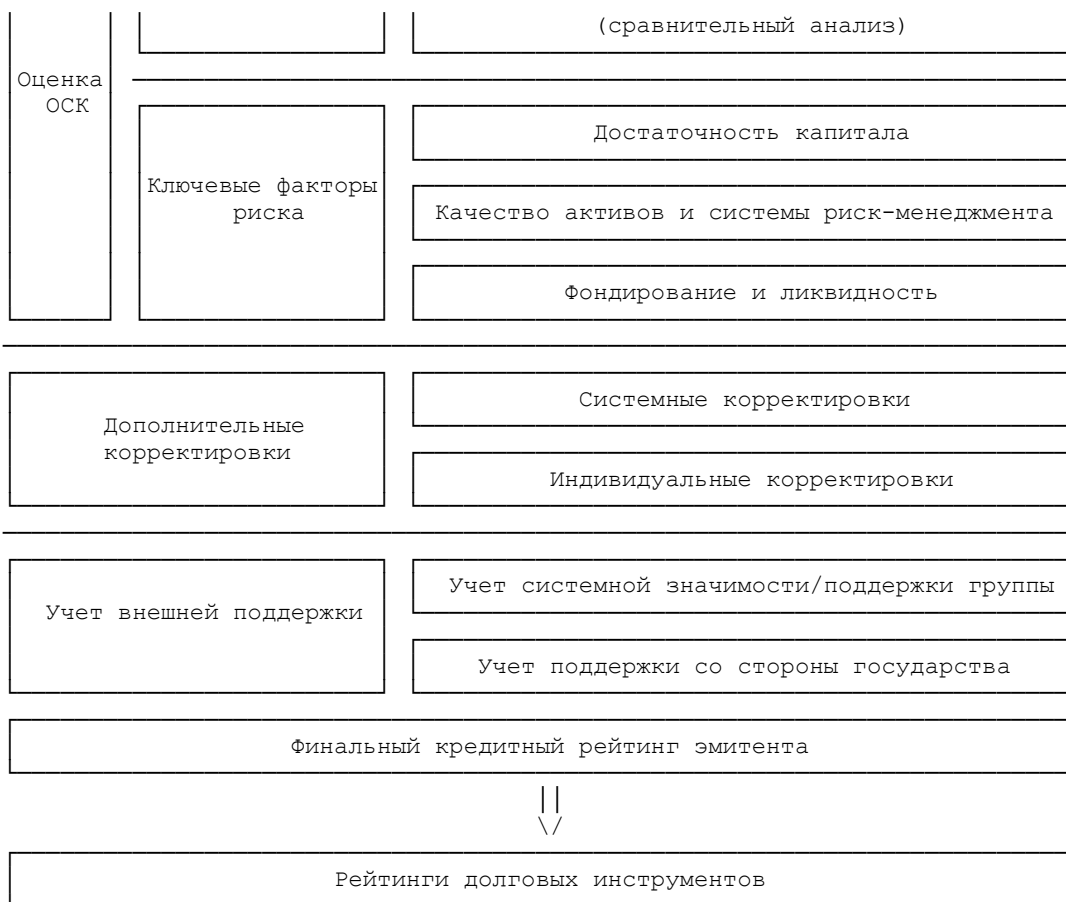 (сравнительный анализ)
Оценка
ОСК
Достаточность капитала
Ключевые факторы
риска
Качество активов и системы риск-менеджмента
Фондирование и ликвидность
Дополнительные
корректировки
Системные корректировки
Индивидуальные корректировки
Учет внешней поддержки
Учет системной значимости/поддержки группы
Учет поддержки со стороны государства
Финальный кредитный рейтинг эмитента
||
\/
Рейтинги долговых инструментов